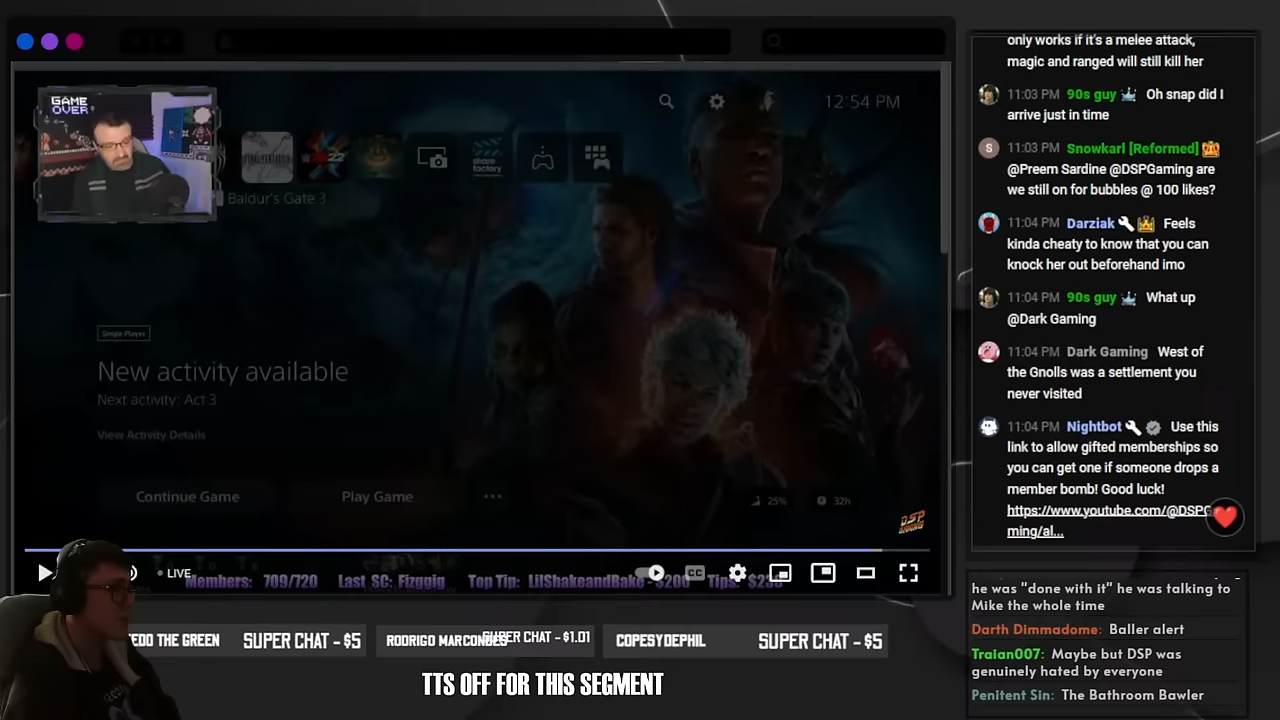 GAME
OVER
12:54 PM
22
share
factory
Baldur's Gate 3
Single Player
New activity available
Next activity: Act 3
View Activity Details
Continue Game
Play Game
25%
32h
DSP
GAMING
LIVE
CC
Members: 709/720
Last SC: Fizggig
Top Tip: LilShakeandBake - $200
EDO THE GREEN
SUPER CHAT - $5
SUPER CHAT - $1.01
COPESYDEPHIL
SUPER CHAT - $5
TTS OFF FOR THIS SEGMENT
only works if it's a melee attack,
magic and ranged will still kill her
11:03 PM 90s guy Oh snap did I
arrive just in time
S
11:03 PM Snowkarl [Reformed]
@Preem Sardine @DSPGaming are
we still on for bubbles @ 100 likes?
11:04 PM Darziak Feels
kinda cheaty to know that you can
knock her out beforehand imo
11:04 PM 90s guy What up
@Dark Gaming
11:04 PM Dark Gaming West of
the Gnolls was a settlement you
never visited
11:04 PM Nightbot Use this
link to allow gifted memberships so
you can get one if someone drops a
member bomb! Good luck!
https://www.youtube.com/@DSPG
ming/al...
he was "done with it" he was talking to
Mike the whole time
Darth Dimmadome: Baller alert
Traian007: Maybe but DSP was
genuinely hated by everyone
Penitent Sin: The Bathroom Bawler